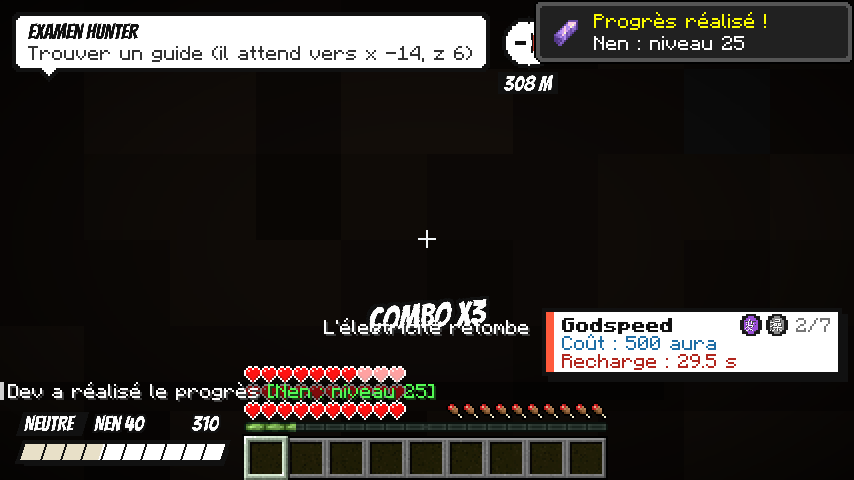 EXAMEN HUNTER
Trouver un guide (il attend vers x -14, z 6)
308 M
Progrès réalisé !
Nen : niveau 25
COMBO X3
L'électricité retombe
Godspeed
2/7
Coût : 500 aura
Recharge : 29.5 s
Dev a réalisé le progrès [Nen : niveau 25]
NEUTRE
NEN 40
310